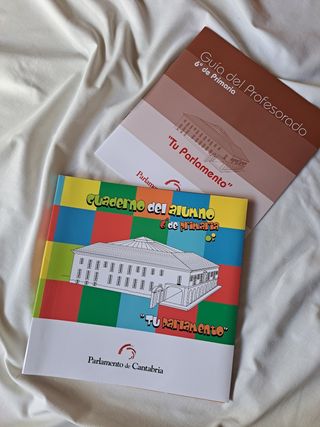 Guía del Profesorado
6º de Primaria
"Tu Parlamento"
Cuaderno del alumno
6º de primaria
"Tu parlamento"
Parlamento de Cantabria